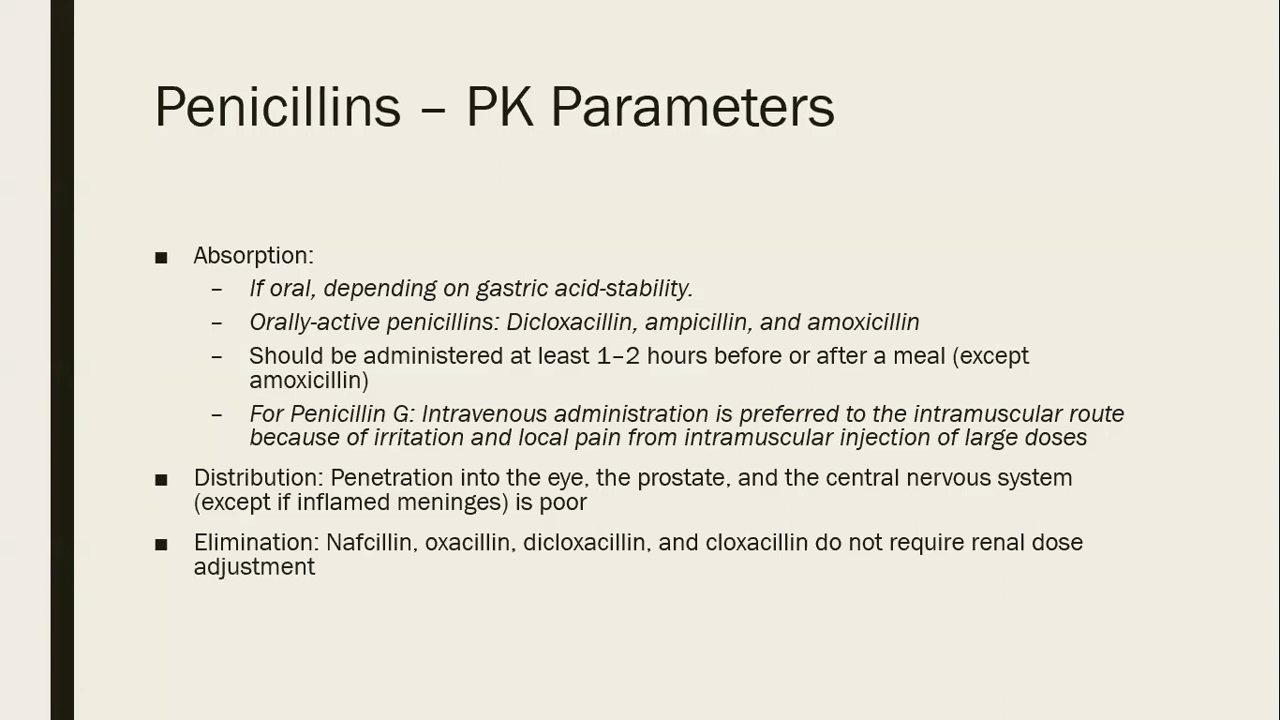 Penicillins – PK Parameters
■ Absorption:
– If oral, depending on gastric acid-stability.
– Orally-active penicillins: Dicloxacillin, ampicillin, and amoxicillin
– Should be administered at least 1–2 hours before or after a meal (except
amoxicillin)
– For Penicillin G: Intravenous administration is preferred to the intramuscular route
because of irritation and local pain from intramuscular injection of large doses
■ Distribution: Penetration into the eye, the prostate, and the central nervous system
(except if inflamed meninges) is poor
■ Elimination: Nafcillin, oxacillin, dicloxacillin, and cloxacillin do not require renal dose
adjustment